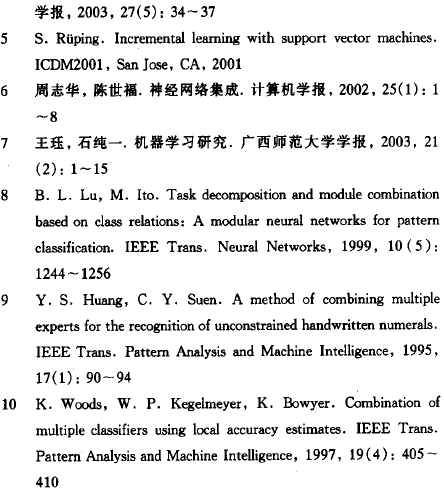 学报, 2003, 27(5): 34~37
5 S. Rüping. Incremental learning with support vector machines.
ICDM2001, San Jose, CA, 2001
6 周志华, 陈世福. 神经网络集成. 计算机学报, 2002, 25(1): 1
~8
7 王珏, 石纯一. 机器学习研究. 广西师范大学学报, 2003, 21
(2): 1~15
8 B. L. Lu, M. Ito. Task decomposition and module combination
based on class relations: A modular neural networks for pattern
classification. IEEE Trans. Neural Networks, 1999, 10(5):
1244~1256
9 Y. S. Huang, C. Y. Suen. A method of combining multiple
experts for the recognition of unconstrained handwritten numerals.
IEEE Trans. Pattern Analysis and Machine Intelligence, 1995,
17(1): 90~94
10 K. Woods, W. P. Kegelmeyer, K. Bowyer. Combination of
multiple classifiers using local accuracy estimates. IEEE Trans.
Pattern Analysis and Machine Intelligence, 1997, 19(4): 405~
410